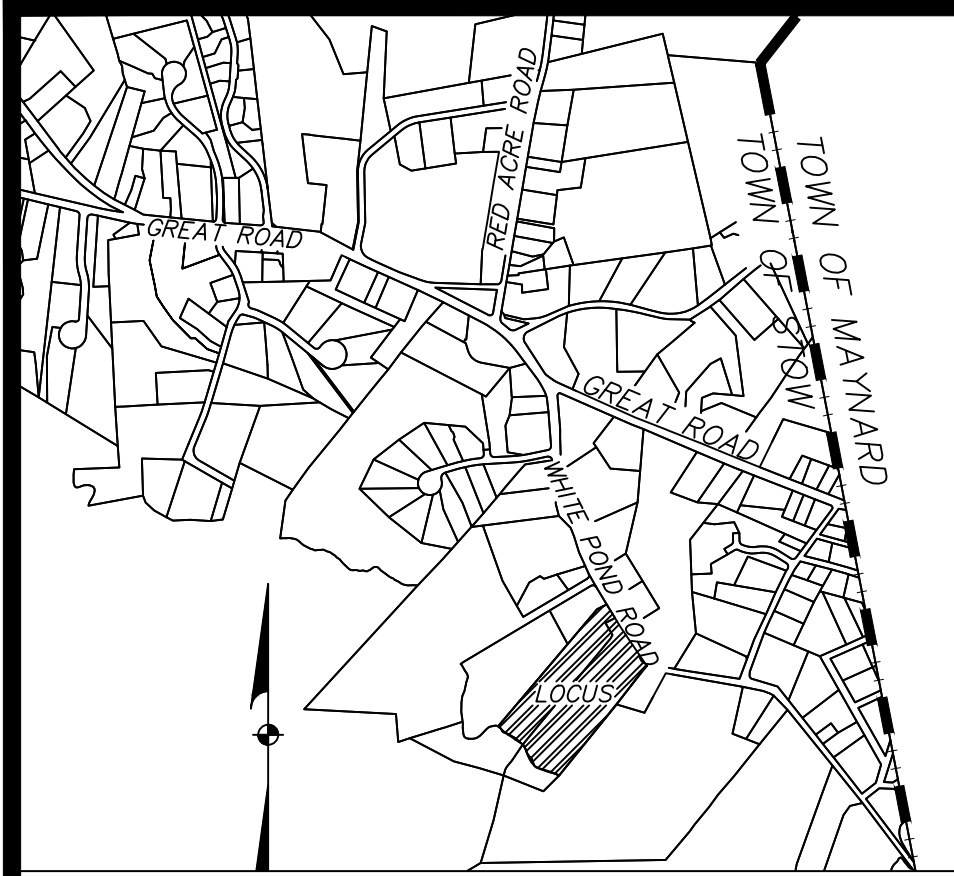 RED ACRE ROAD
TOWN OF MAYNARD
TOWN OF STOW
GREAT ROAD
GREAT ROAD
WHITE POND ROAD
LOCUS